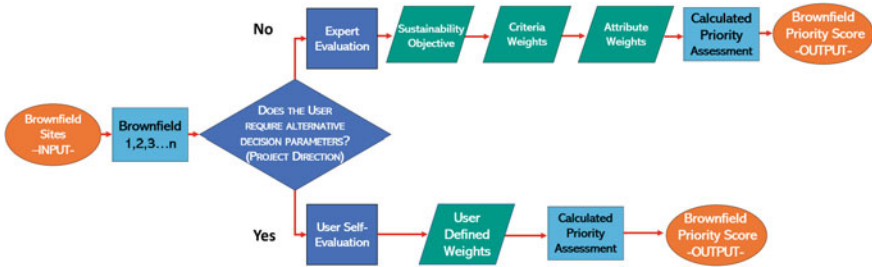 No
Expert
Evaluation
Sustainability
Objective
Criteria
Weights
Attribute
Weights
Calculated
Priority
Assessment
Brownfield
Priority Score
-OUTPUT-
Brownfield
Sites
-INPUT-
Brownfield
1,2,3...n
Does the User
require alternative
decision parameters?
(Project Direction)
Yes
User Self-
Evaluation
User
Defined
Weights
Calculated
Priority
Assessment
Brownfield
Priority Score
-OUTPUT-